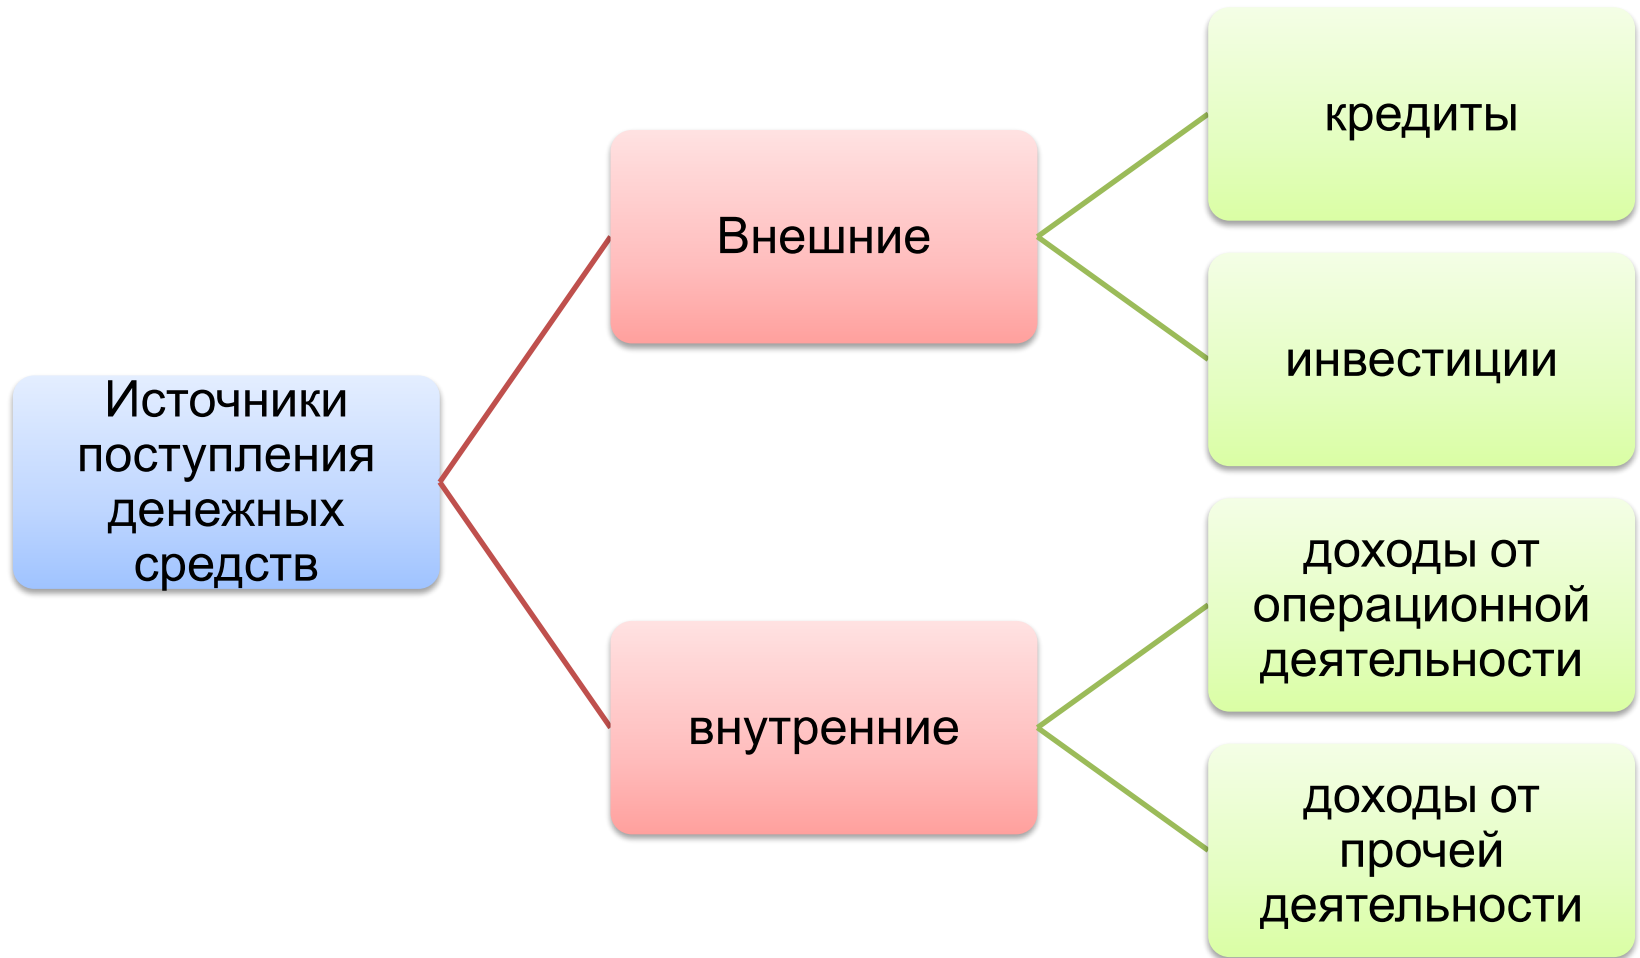 Источники
поступления
денежных
средств
Внешние
кредиты
инвестиции
внутренние
доходы от
операционной
деятельности
доходы от
прочей
деятельности